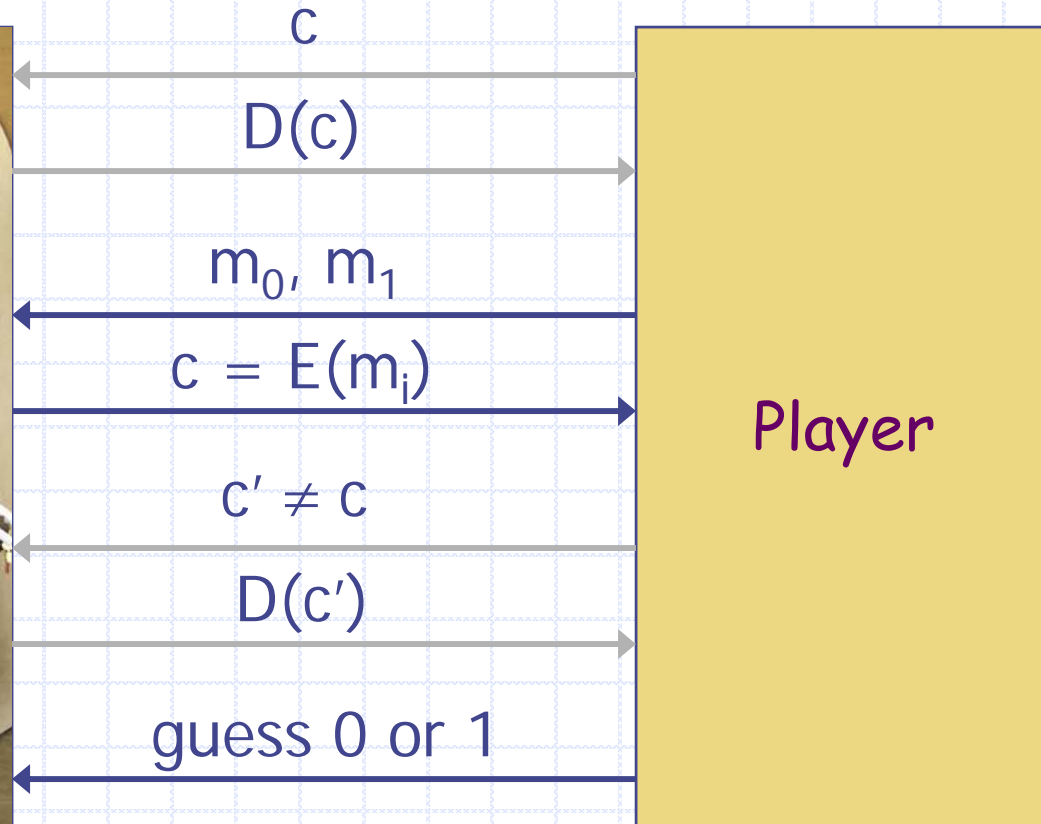 c
D(c)
m₀, m₁
c = E(mᵢ)
Player
c' ≠ c
D(c')
guess 0 or 1